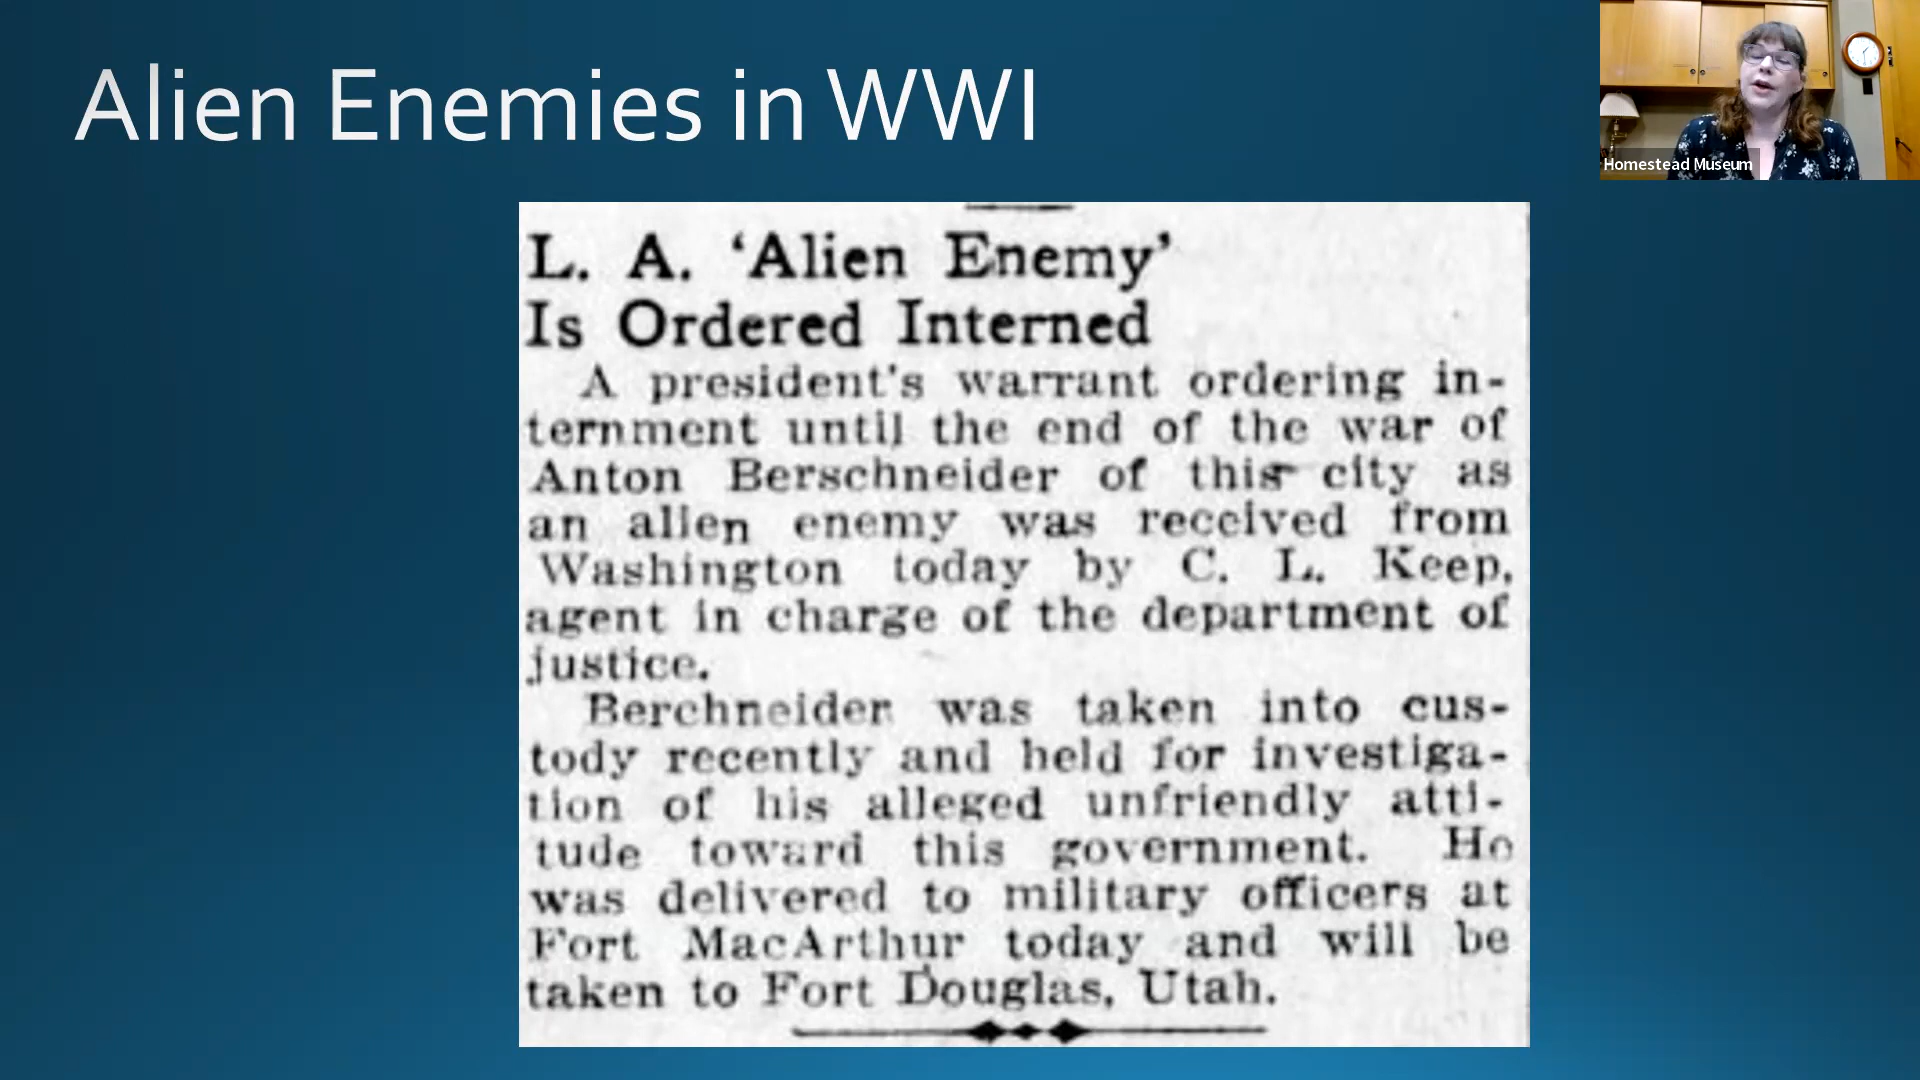 Alien Enemies in WWI
Homestead Museum
L. A. ‘Alien Enemy’
Is Ordered Interned
A president's warrant ordering in-
ternment until the end of the war of
Anton Berschneider of this city as
an alien enemy was received from
Washington today by C. L. Keep,
agent in charge of the department of
justice.
Berchneider was taken into cus-
tody recently and held for investiga-
tion of his alleged unfriendly atti-
tude toward this government. He
was delivered to military officers at
Fort MacArthur today and will be
taken to Fort Douglas, Utah.